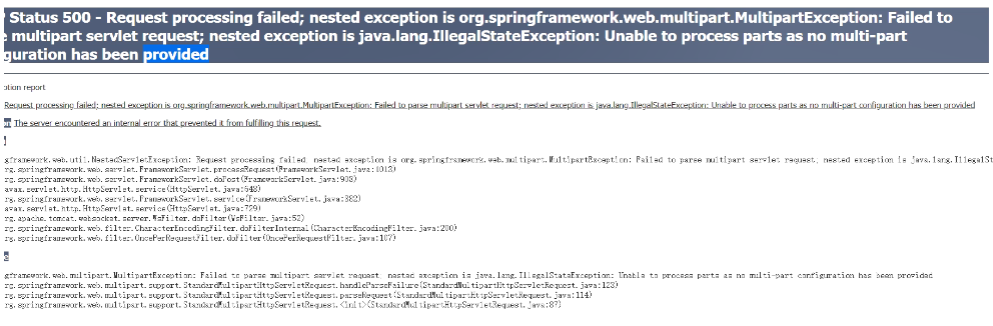 Status 500 - Request processing failed; nested exception is org.springframework.web.multipart.MultipartException: Failed to
multipart servlet request; nested exception is java.lang.IllegalStateException: Unable to process parts as no multi-part
guration has been provided
ption report
Request processing failed; nested exception is org.springframework.web.multipart.MultipartException: Failed to parse multipart servlet request; nested exception is java.lang.IllegalStateException: Unable to process parts as no multi-part configuration has been provided
The server encountered an internal error that prevented it from fulfilling this request.
gframework.web.util.NestedServletException: Request processing failed; nested exception is org.springframework.web.multipart.MultipartException: Failed to parse multipart servlet request; nested exception is java.lang.IllegalSt
rg.springframework.web.servlet.FrameworkServlet.processRequest(FrameworkServlet.java:1013)
rg.springframework.web.servlet.FrameworkServlet.doPost(FrameworkServlet.java:903)
avax.servlet.http.HttpServlet.service(HttpServlet.java:648)
rg.springframework.web.servlet.FrameworkServlet.service(FrameworkServlet.java:882)
avax.servlet.http.HttpServlet.service(HttpServlet.java:729)
rg.apache.tomcat.websocket.server.WsFilter.doFilter(WsFilter.java:52)
rg.springframework.web.filter.CharacterEncodingFilter.doFilterInternal(CharacterEncodingFilter.java:200)
rg.springframework.web.filter.OncePerRequestFilter.doFilter(OncePerRequestFilter.java:107)
gframework.web.multipart.MultipartException: Failed to parse multipart servlet request; nested exception is java.lang.IllegalStateException: Unable to process parts as no multi-part configuration has been provided
rg.springframework.web.multipart.support.StandardMultipartHttpServletRequest.handleParseFailure(StandardMultipartHttpServletRequest.java:123)
rg.springframework.web.multipart.support.StandardMultipartHttpServletRequest.parseRequest(StandardMultipartHttpServletRequest.java:114)
rg.springframework.web.multipart.support.StandardMultipartHttpServletRequest.<init>(StandardMultipartHttpServletRequest.java:87)